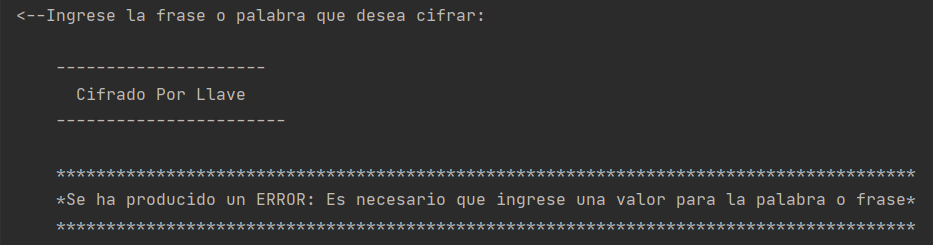 <--Ingrese la frase o palabra que desea cifrar:
---------------------
Cifrado Por Llave
-----------------------
**************************************************************************************
*Se ha producido un ERROR: Es necesario que ingrese una valor para la palabra o frase*
**************************************************************************************